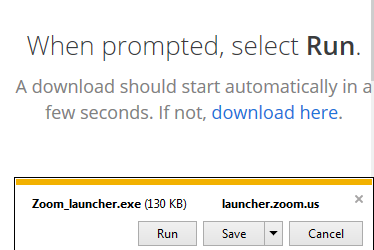 When prompted, select Run.
A download should start automatically in a
few seconds. If not, download here.
Zoom_launcher.exe (130 KB) launcher.zoom.us ×
Run Save Cancel